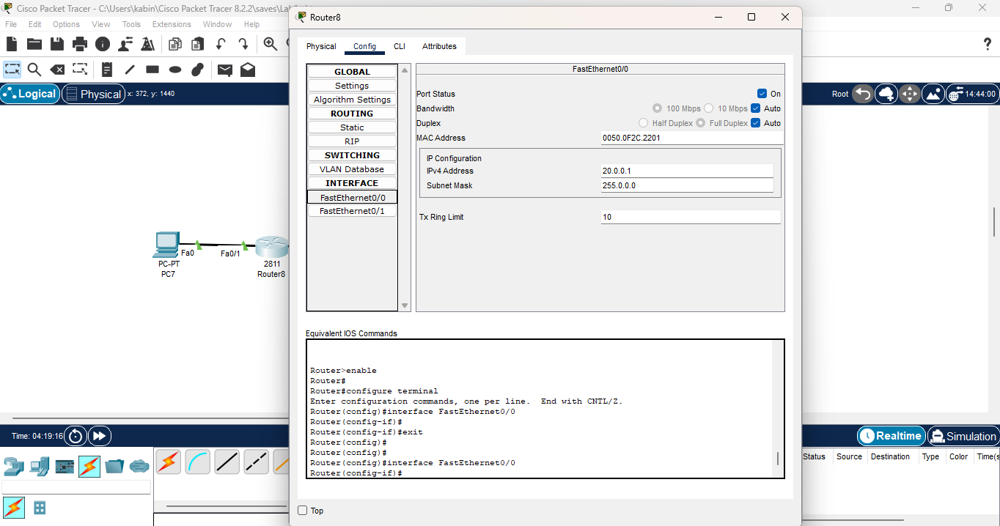 Cisco Packet Tracer - C:\Users\kabin\Cisco Packet Tracer 8.2.2\saves\La
File Edit Options View Tools Extensions Window Help
Logical Physical x: 372, y: 1440
Root 14:44:00
Fa0 Fa0/1
PC-PT
PC7
2811
Router8
Router8
Physical Config CLI Attributes
GLOBAL
Settings
Algorithm Settings
ROUTING
Static
RIP
SWITCHING
VLAN Database
INTERFACE
FastEthernet0/0
FastEthernet0/1
FastEthernet0/0
Port Status On
Bandwidth 100 Mbps 10 Mbps Auto
Duplex Half Duplex Full Duplex Auto
MAC Address 0050.0F2C.2201
IP Configuration
IPv4 Address 20.0.0.1
Subnet Mask 255.0.0.0
Tx Ring Limit 10
Equivalent IOS Commands
Router>enable
Router#
Router#configure terminal
Enter configuration commands, one per line. End with CNTL/Z.
Router(config)#interface FastEthernet0/0
Router(config-if)#
Router(config-if)#exit
Router(config)#
Router(config)#
Router(config)#interface FastEthernet0/0
Router(config-if)#
Top
Time: 04:19:16
Realtime Simulation
Status Source Destination Type Color Time(s